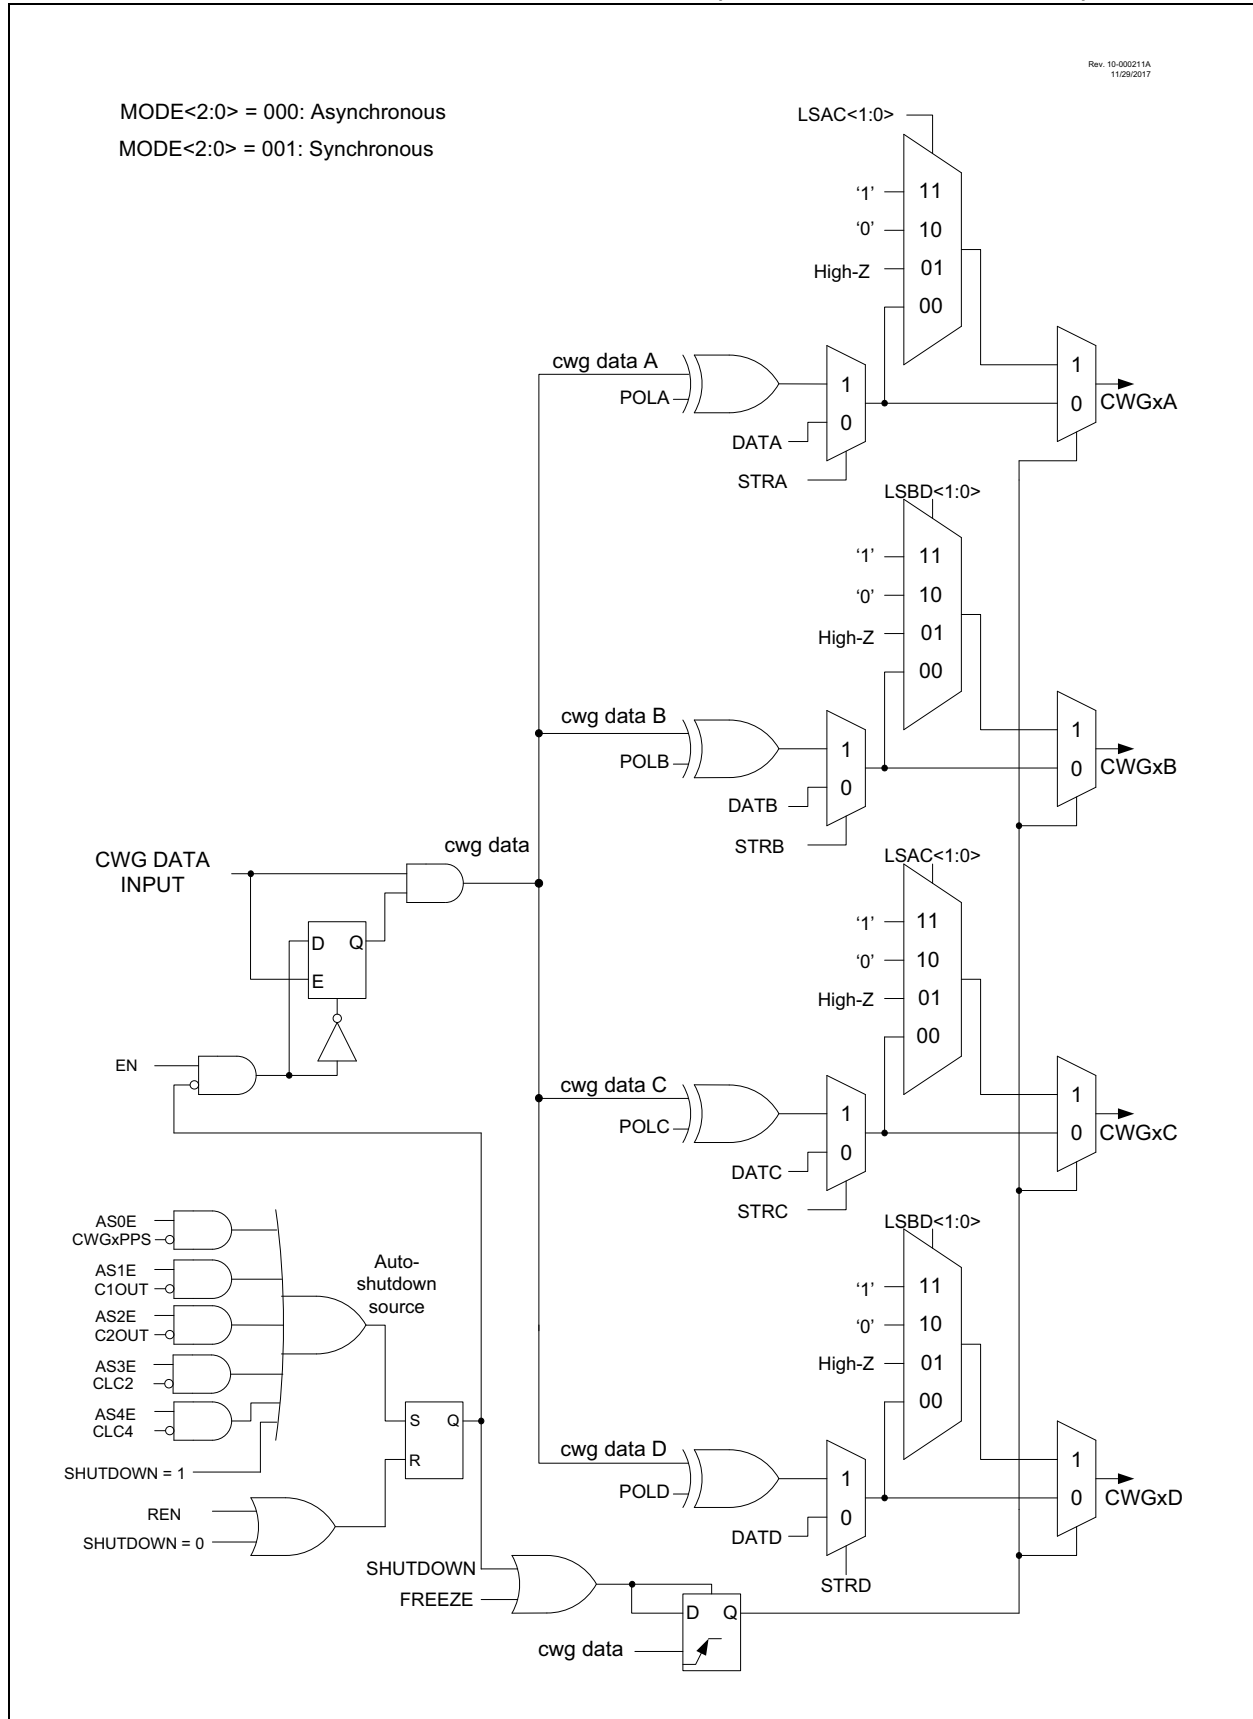 Rev. 10-000211A
11/29/2017
MODE<2:0> = 000: Asynchronous
MODE<2:0> = 001: Synchronous
LSAC<1:0>
‘1’
11
‘0’
10
High-Z
01
00
cwg data A
POLA
1
0
DATA
STRA
1
0
CWGxA
LSBD<1:0>
‘1’
11
‘0’
10
High-Z
01
00
cwg data B
POLB
1
0
DATB
STRB
1
0
CWGxB
cwg data
CWG DATA
INPUT
D
Q
E
EN
LSAC<1:0>
‘1’
11
‘0’
10
High-Z
01
00
cwg data C
POLC
1
0
DATC
STRC
1
0
CWGxC
AS0E
CWGxPPS
AS1E
C1OUT
AS2E
C2OUT
AS3E
CLC2
AS4E
CLC4
SHUTDOWN = 1
Auto-
shutdown
source
S
Q
R
REN
SHUTDOWN = 0
LSBD<1:0>
‘1’
11
‘0’
10
High-Z
01
00
cwg data D
POLD
1
0
DATD
STRD
1
0
CWGxD
SHUTDOWN
FREEZE
D
Q
cwg data